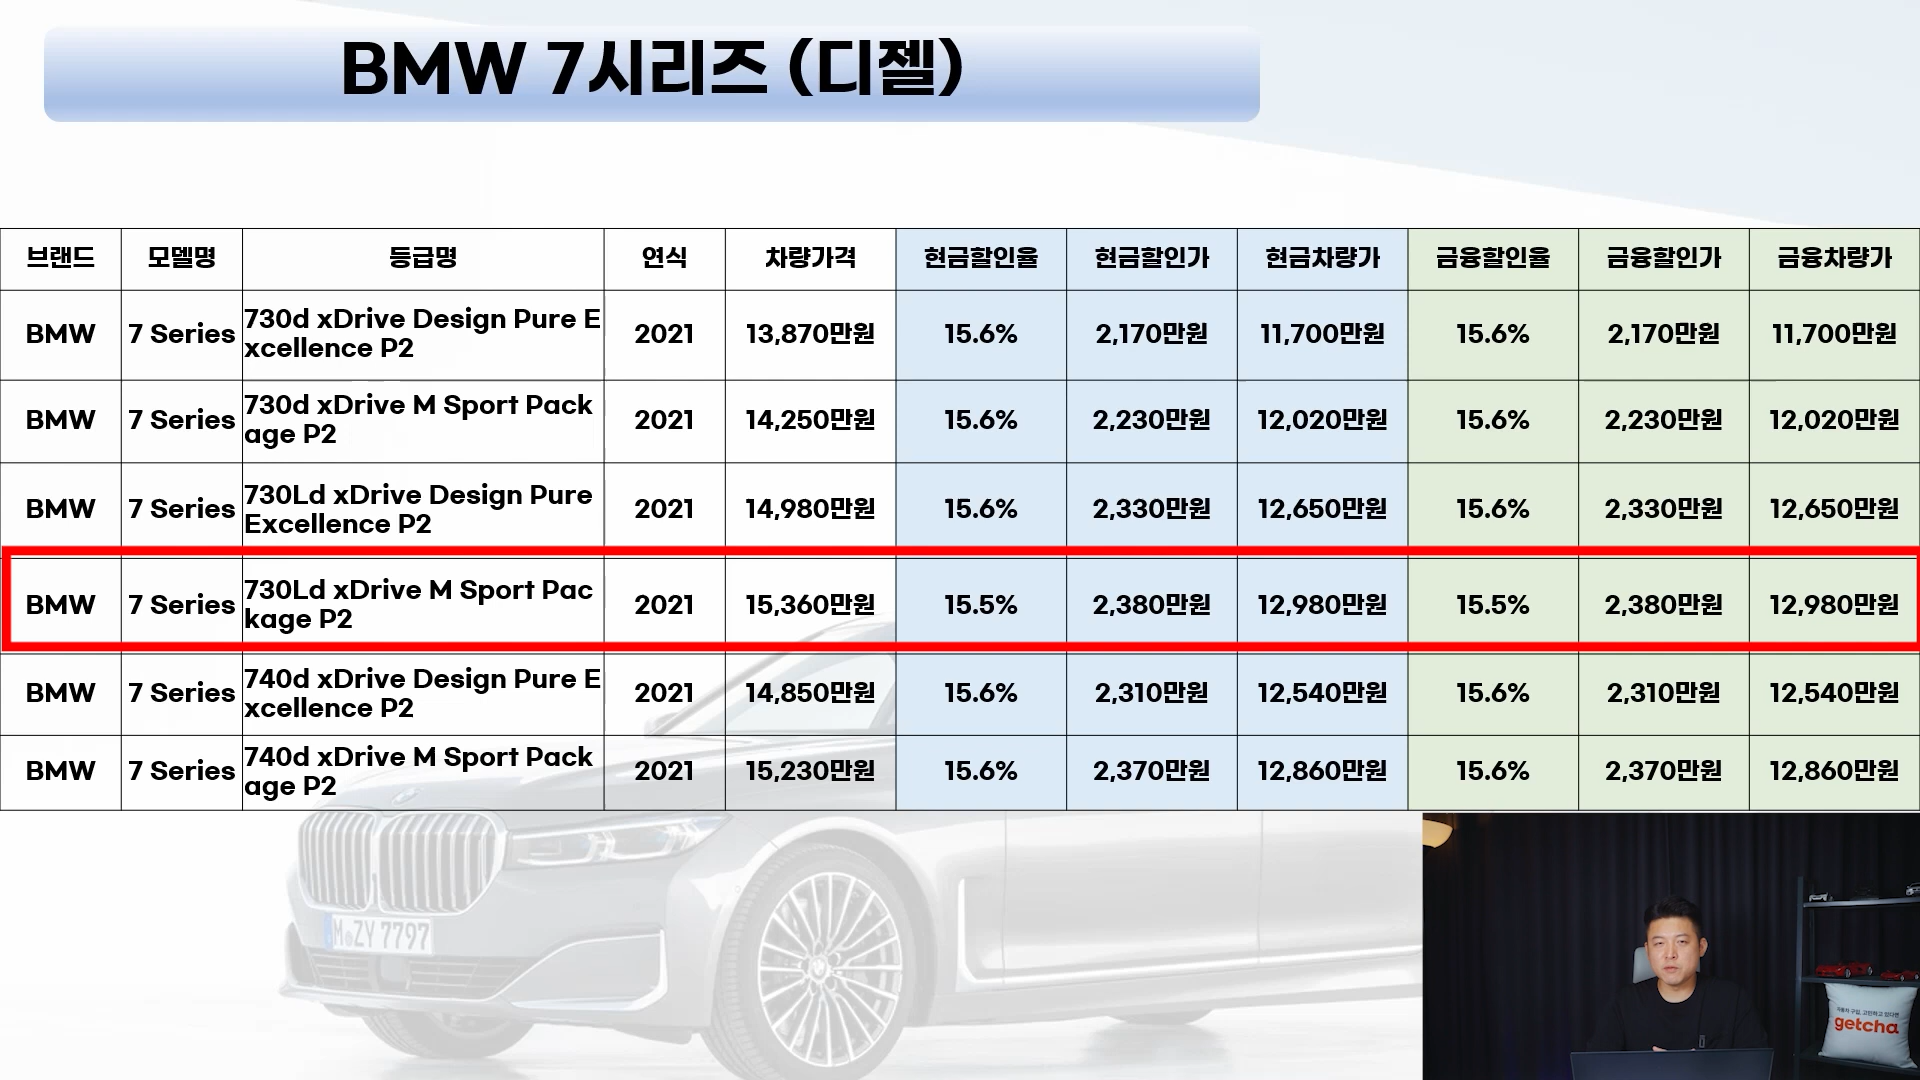 BMW 7시리즈 (디젤)
브랜드 모델명 등급명 연식 차량가격 현금할인율 현금할인가 현금차량가 금융할인율 금융할인가 금융차량가
BMW 7 Series 730d xDrive Design Pure E 2021 13,870만원 15.6% 2,170만원 11,700만원 15.6% 2,170만원 11,700만원
xcellence P2
BMW 7 Series 730d xDrive M Sport Pack 2021 14,250만원 15.6% 2,230만원 12,020만원 15.6% 2,230만원 12,020만원
age P2
BMW 7 Series 730Ld xDrive Design Pure 2021 14,980만원 15.6% 2,330만원 12,650만원 15.6% 2,330만원 12,650만원
Excellence P2
BMW 7 Series 730Ld xDrive M Sport Pac 2021 15,360만원 15.5% 2,380만원 12,980만원 15.5% 2,380만원 12,980만원
kage P2
BMW 7 Series 740d xDrive Design Pure E 2021 14,850만원 15.6% 2,310만원 12,540만원 15.6% 2,310만원 12,540만원
xcellence P2
BMW 7 Series 740d xDrive M Sport Pack 2021 15,230만원 15.6% 2,370만원 12,860만원 15.6% 2,370만원 12,860만원
age P2
M ZY 7797
자동차 구입, 고민하고 있다면
getcha